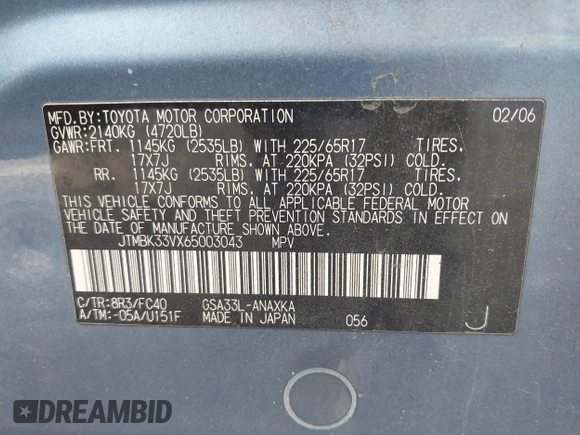 MFD.BY:TOYOTA MOTOR CORPORATION 02/06
GVWR:2140KG (4720LB)
GAWR:FRT. 1145KG (2535LB) WITH 225/65R17 TIRES.
17X7J RIMS. AT 220KPA (32PSI) COLD.
RR. 1145KG (2535LB) WITH 225/65R17 TIRES.
17X7J RIMS. AT 220KPA (32PSI) COLD.
THIS VEHICLE CONFORMS TO ALL APPLICABLE FEDERAL MOTOR
VEHICLE SAFETY AND THEFT PREVENTION STANDARDS IN EFFECT ON
THE DATE OF MANUFACTURE SHOWN ABOVE.
JTMBK33VX65003043 MPV
C/TR:8R3/FC40 GSA33L-ANAXKA
A/TM:-05A/U151F MADE IN JAPAN 056 J
DREAMBID